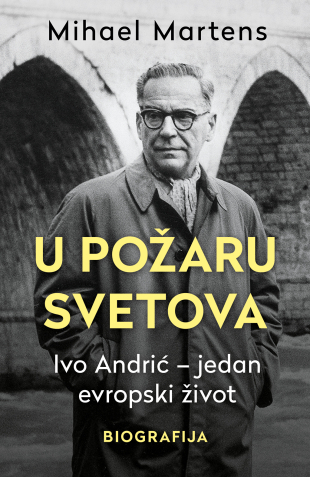 Mihael Martens
U POŽARU
SVETOVA
Ivo Andrić – jedan
evropski život
BIOGRAFIJA